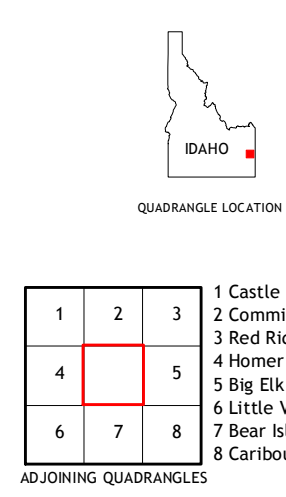 IDAHO
QUADRANGLE LOCATION
1 2 3
4 5
6 7 8
1 Castle
2 Commi
3 Red Ric
4 Homer
5 Big Elk
6 Little V
7 Bear Isl
8 Caribou
ADJOINING QUADRANGLES